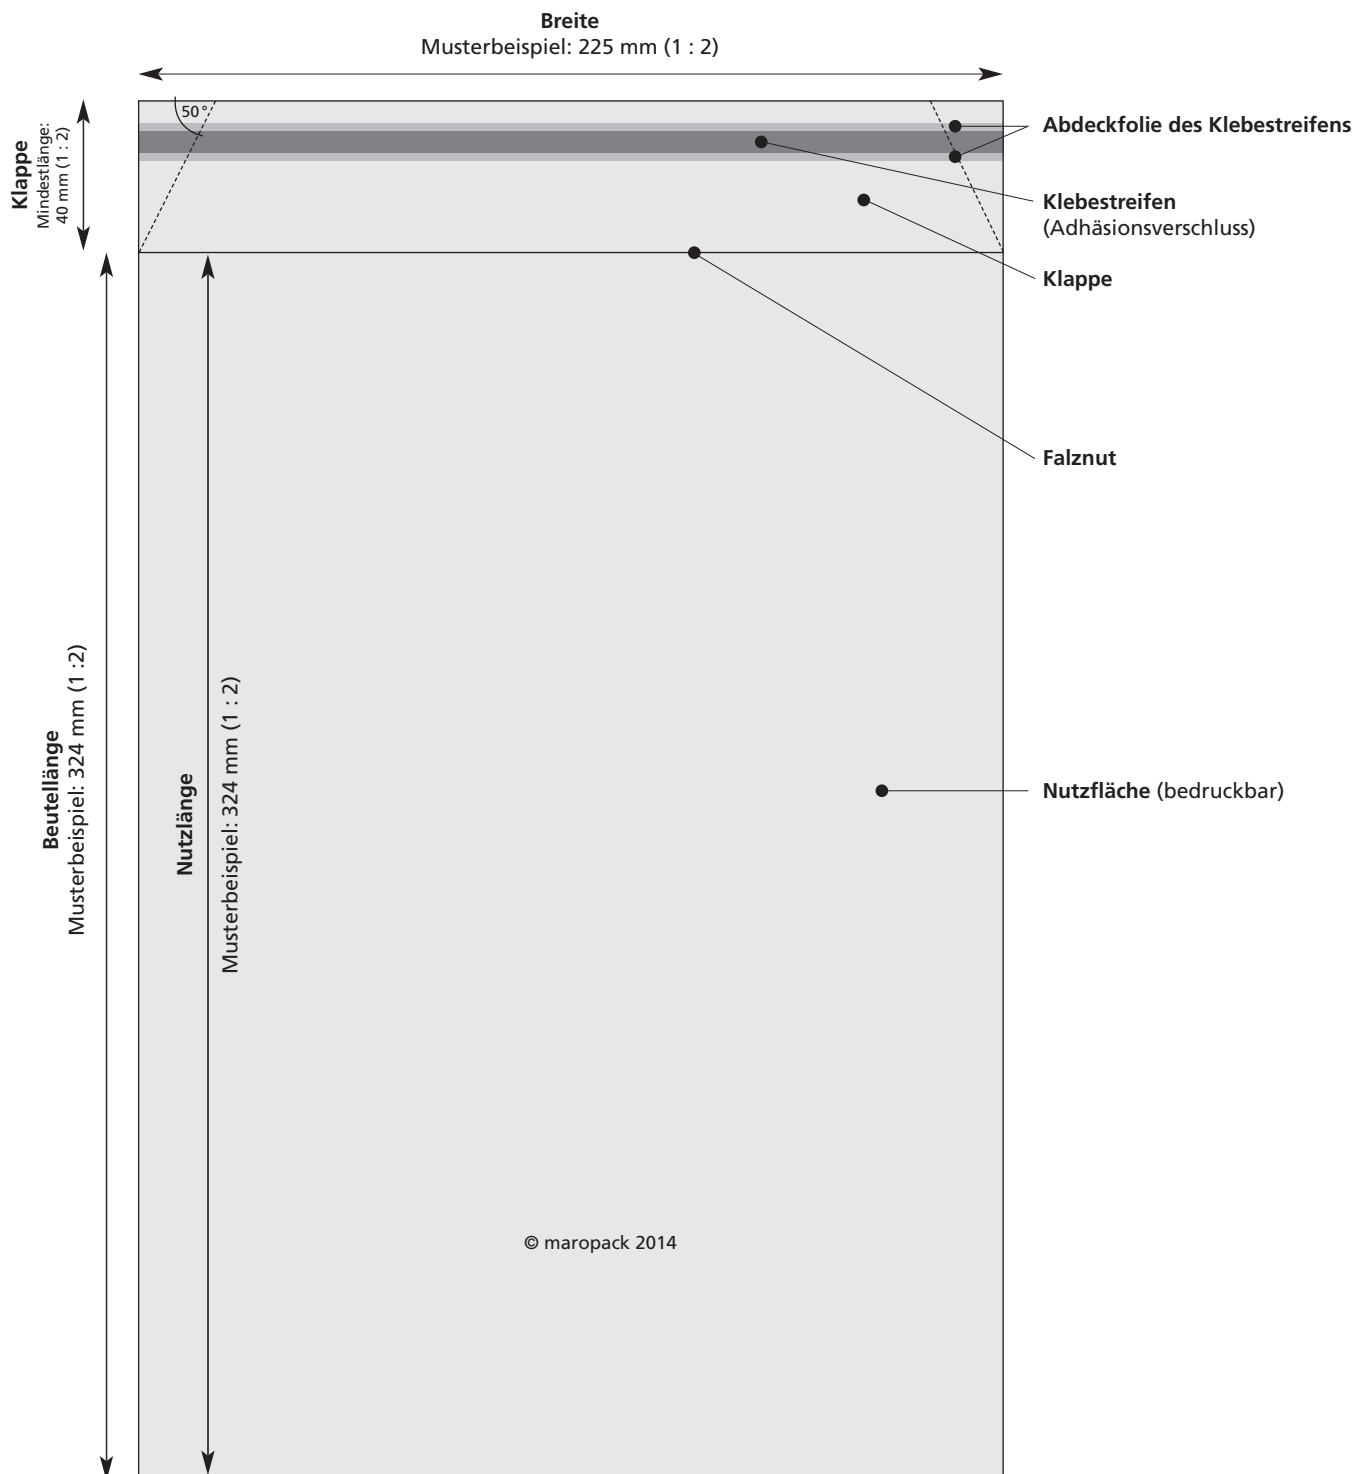 Breite
Musterbeispiel: 225 mm (1 : 2)
50°
Klappe
Mindestlänge:
40 mm (1 : 2)
Abdeckfolie des Klebestreifens
Klebestreifen
(Adhäsionsverschluss)
Klappe
Falznut
Beutellänge
Musterbeispiel: 324 mm (1 :2)
Nutzlänge
Musterbeispiel: 324 mm (1 : 2)
Nutzfläche (bedruckbar)
© maropack 2014